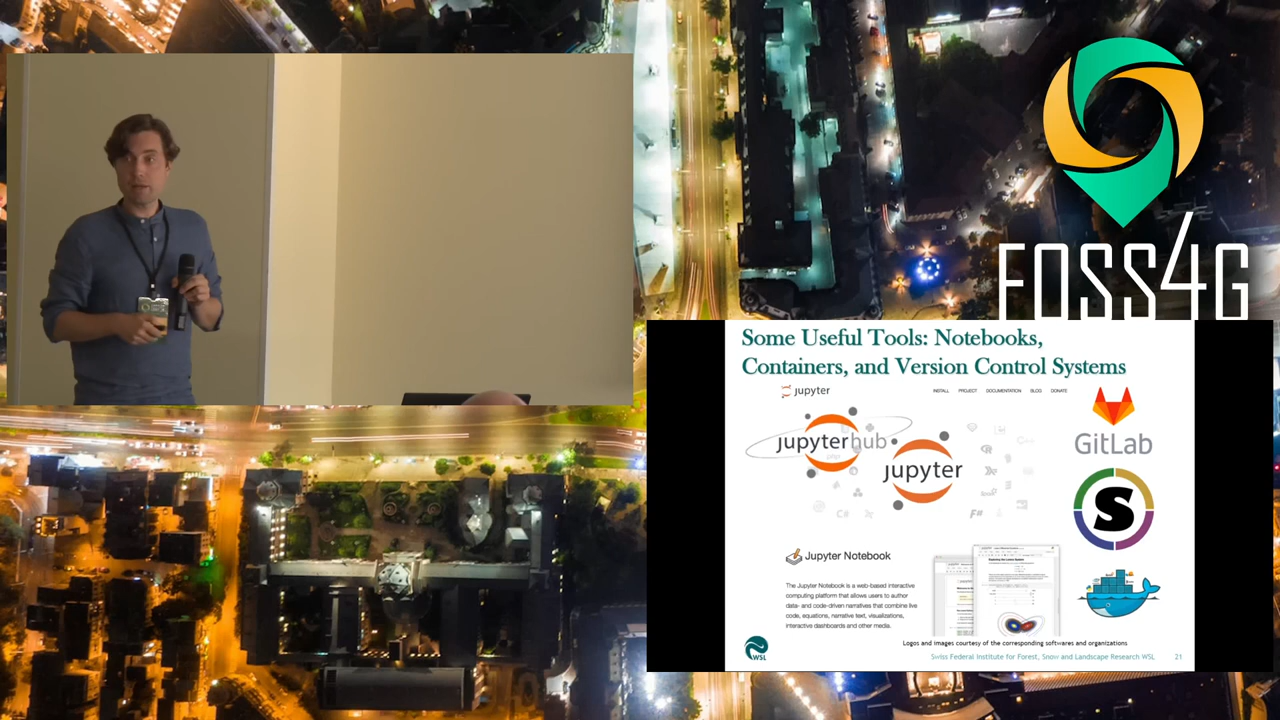 FOSS4G
Some Useful Tools: Notebooks,
Containers, and Version Control Systems
jupyter
INSTALL PROJECT DOCUMENTATION BLOG DONATE
jupyterhub
jupyter
GitLab
S
C#
F#
Jupyter Notebook
The Jupyter Notebook is a web-based interactive
computing platform that allows users to author
data- and code-driven narratives that combine live
code, equations, narrative text, visualizations,
interactive dashboards and other media.
Logos and images courtesy of the corresponding softwares and organizations
WSL
Swiss Federal Institute for Forest, Snow and Landscape Research WSL 21